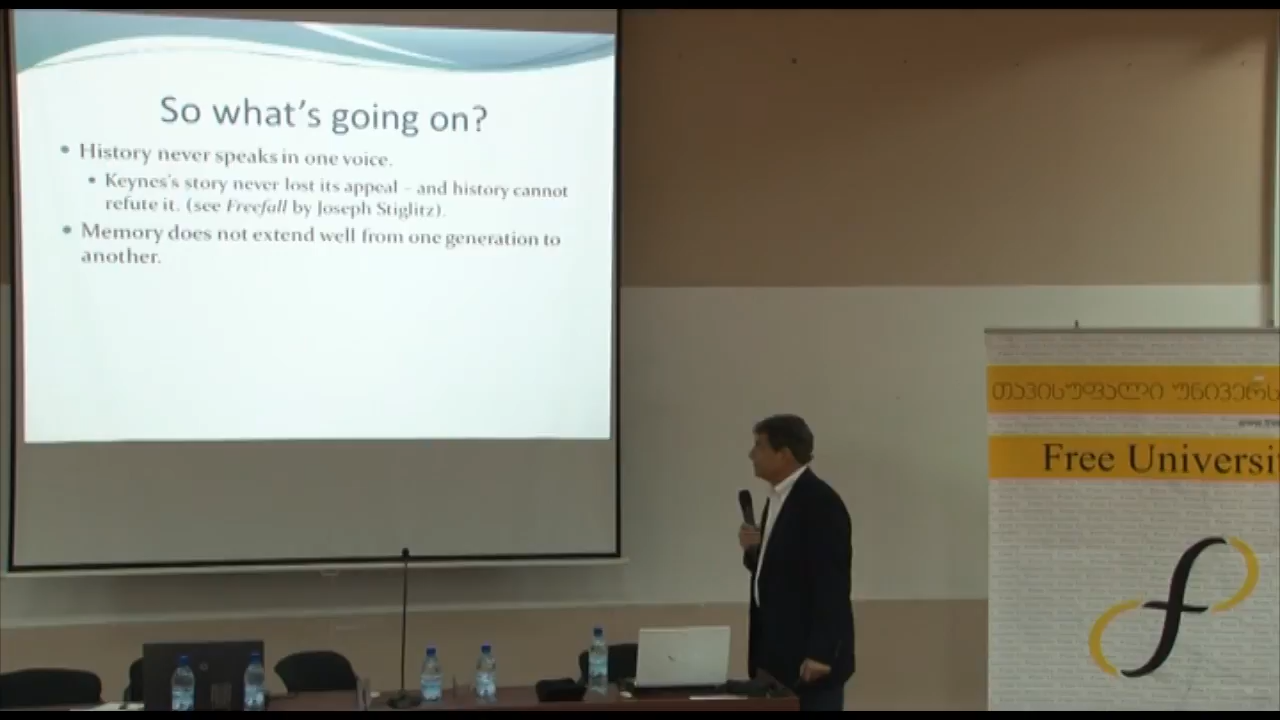 So what's going on?
• History never speaks in one voice.
• Keynes's story never lost its appeal – and history cannot
refute it. (see Freefall by Joseph Stiglitz).
• Memory does not extend well from one generation to
another.
თავისუფალი უნივერს
Free Universi